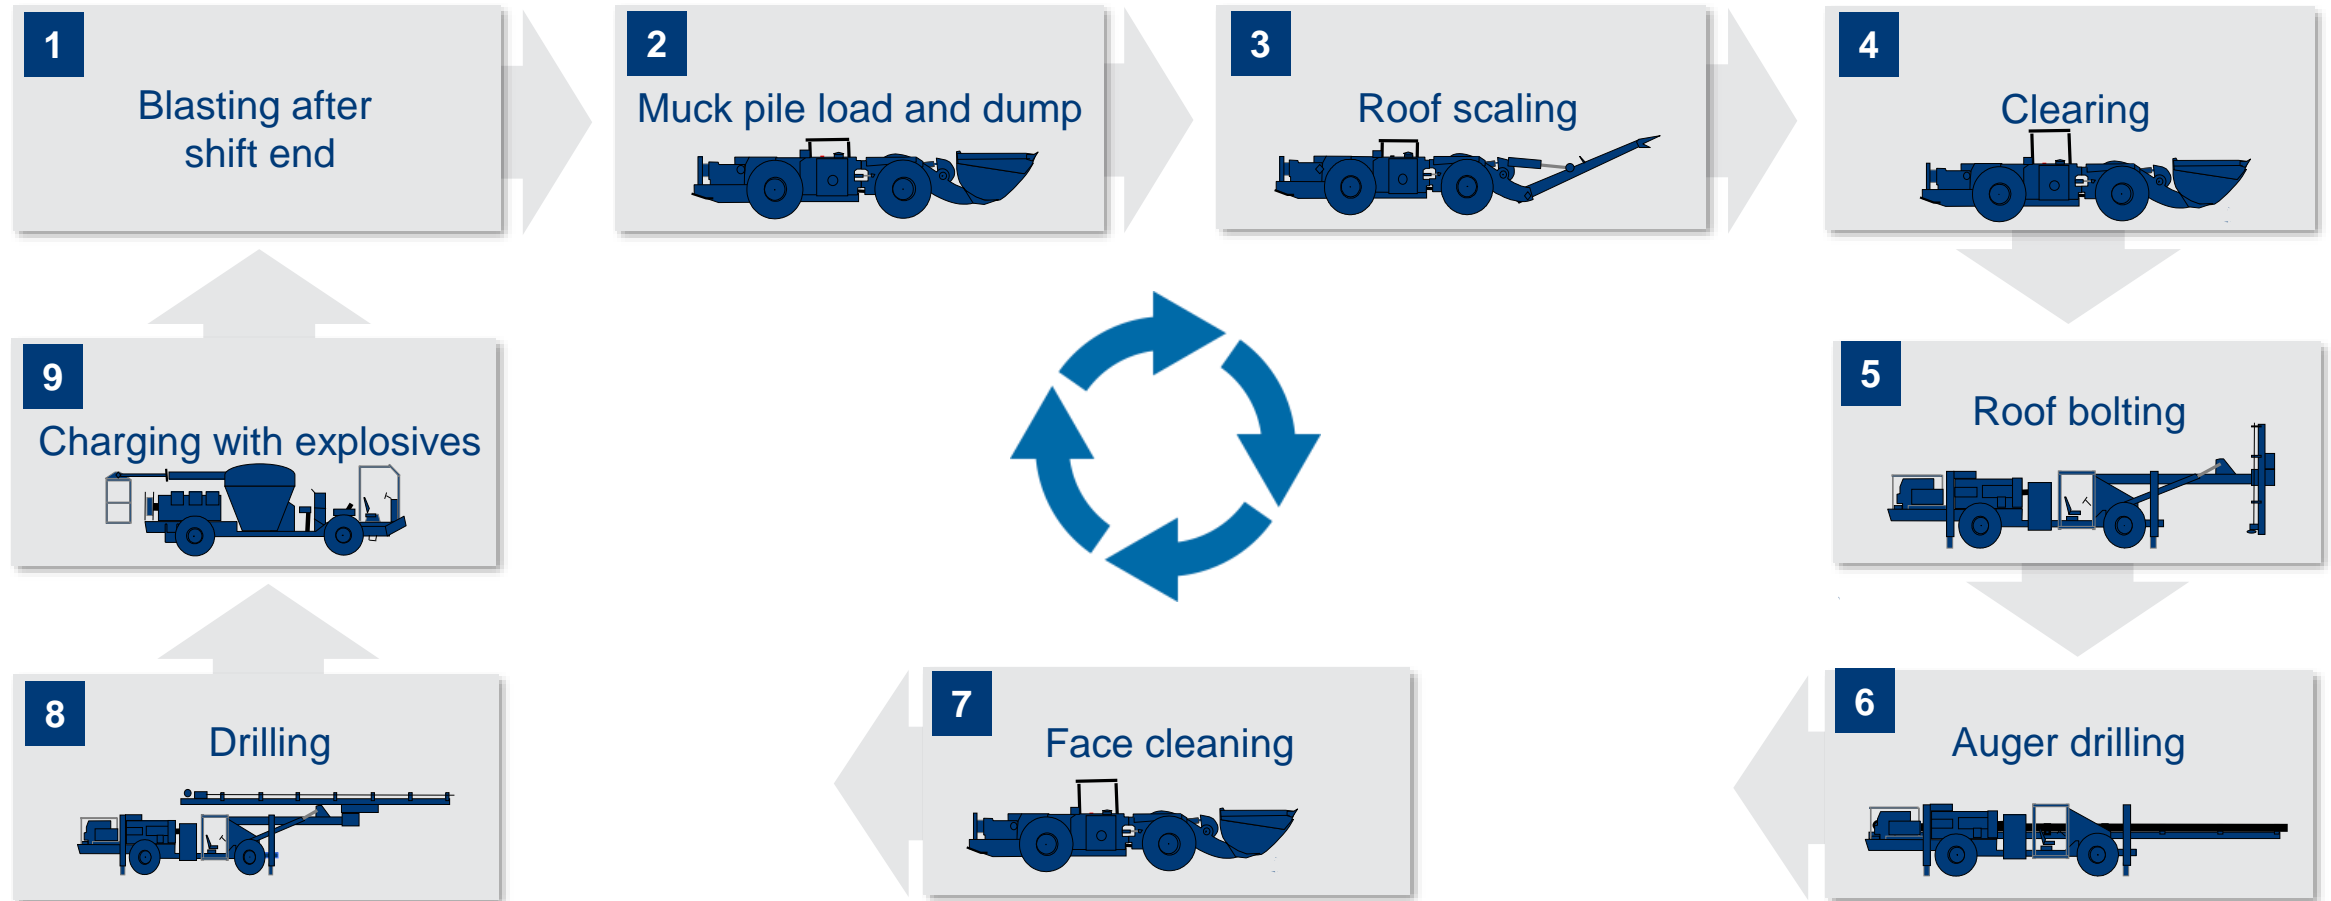 1
Blasting after
shift end
2
Muck pile load and dump
3
Roof scaling
4
Clearing
5
Roof bolting
6
Auger drilling
7
Face cleaning
8
Drilling
9
Charging with explosives